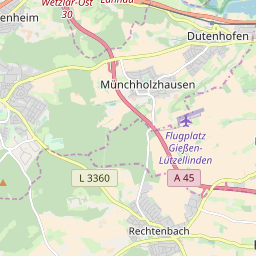 Wetzlar-Ost
30
Lahnau
enheim
Dutenhofen
Münchholzhausen
Flugplatz
Gießen-
Lützellinden
L 3360
A 45
Rechtenbach